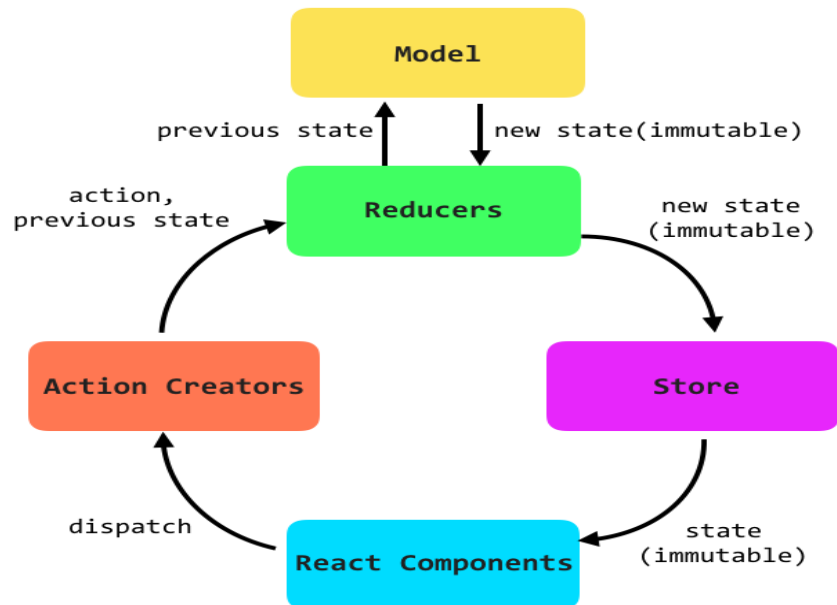 Model
previous state
new state(immutable)
action,
previous state
Reducers
new state
(immutable)
Action Creators
Store
dispatch
state
(immutable)
React Components